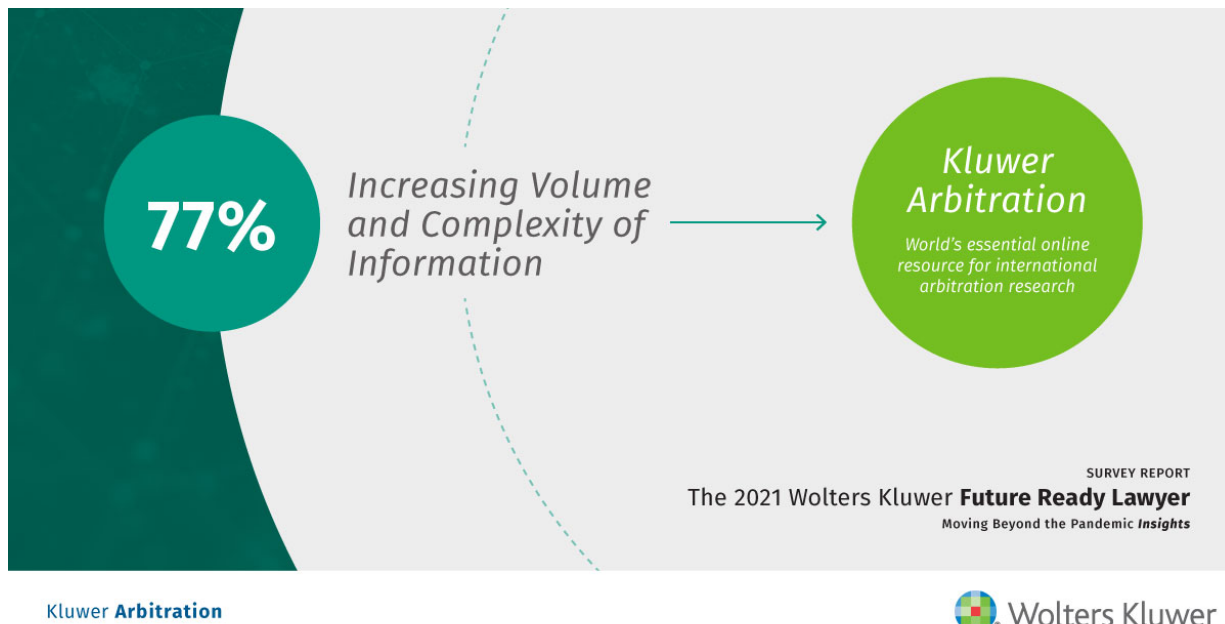 77%
Increasing Volume
and Complexity of
Information
Kluwer
Arbitration
World's essential online
resource for international
arbitration research
SURVEY REPORT
The 2021 Wolters Kluwer Future Ready Lawyer
Moving Beyond the Pandemic Insights
Kluwer Arbitration
Wolters Kluwer